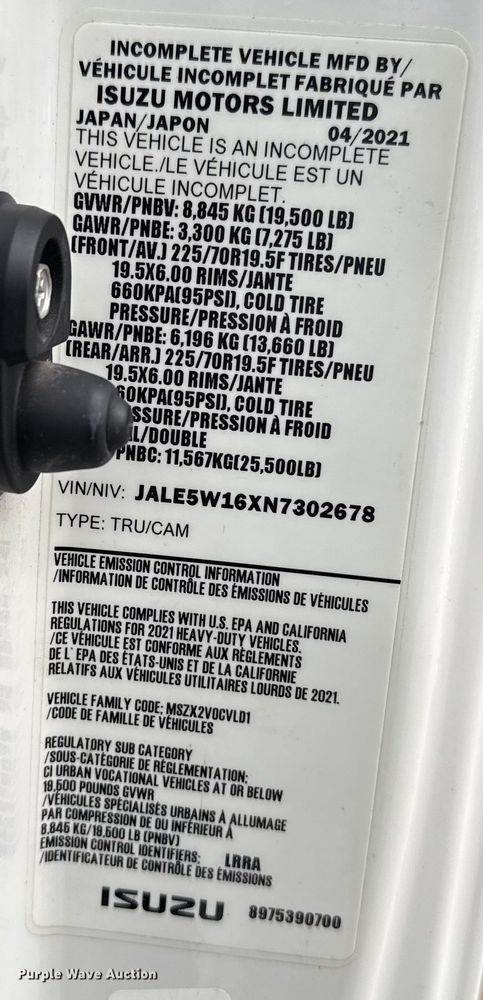 INCOMPLETE VEHICLE MFD BY/
VÉHICULE INCOMPLET FABRIQUÉ PAR
ISUZU MOTORS LIMITED
JAPAN/JAPON 04/2021
THIS VEHICLE IS AN INCOMPLETE
VEHICLE./LE VÉHICULE EST UN
VÉHICULE INCOMPLET.
GVWR/PNBV: 8,845 KG (19,500 LB)
GAWR/PNBE: 3,300 KG (7,275 LB)
(FRONT/AV.) 225/70R19.5F TIRES/PNEU
19.5X6.00 RIMS/JANTE
660KPA(95PSI), COLD TIRE
PRESSURE/PRESSION À FROID
GAWR/PNBE: 6,196 KG (13,660 LB)
(REAR/ARR.) 225/70R19.5F TIRES/PNEU
19.5X6.00 RIMS/JANTE
60KPA(95PSI), COLD TIRE
SSURE/PRESSION À FROID
L/DOUBLE
PNBC: 11,567KG(25,500LB)
VIN/NIV: JALE5W16XN7302678
TYPE: TRU/CAM
VEHICLE EMISSION CONTROL INFORMATION
/INFORMATION DE CONTRÔLE DES ÉMISSIONS DE VÉHICULES
THIS VEHICLE COMPLIES WITH U.S. EPA AND CALIFORNIA
REGULATIONS FOR 2021 HEAVY-DUTY VEHICLES.
/CE VÉHICULE EST CONFORME AUX RÈGLEMENTS
DE L'EPA DES ÉTATS-UNIS ET DE LA CALIFORNIE
RELATIFS AUX VÉHICULES UTILITAIRES LOURDS DE 2021.
VEHICLE FAMILY CODE: MSZX2VOCVLD1
/CODE DE FAMILLE DE VÉHICULES
REGULATORY SUB CATEGORY
/SOUS-CATÉGORIE DE RÉGLEMENTATION:
CI URBAN VOCATIONAL VEHICLES AT OR BELOW
19,500 POUNDS GVWR
/VÉHICULES SPÉCIALISÉS URBAINS À ALLUMAGE
PAR COMPRESSION DE OU INFÉRIEUR À
8,845 KG/19,500 LB (PNBV)
EMISSION CONTROL IDENTIFIERS: LRRA
/IDENTIFICATEUR DE CONTRÔLE DES ÉMISSIONS
ISUZU 8975390700
Purple Wave Auction